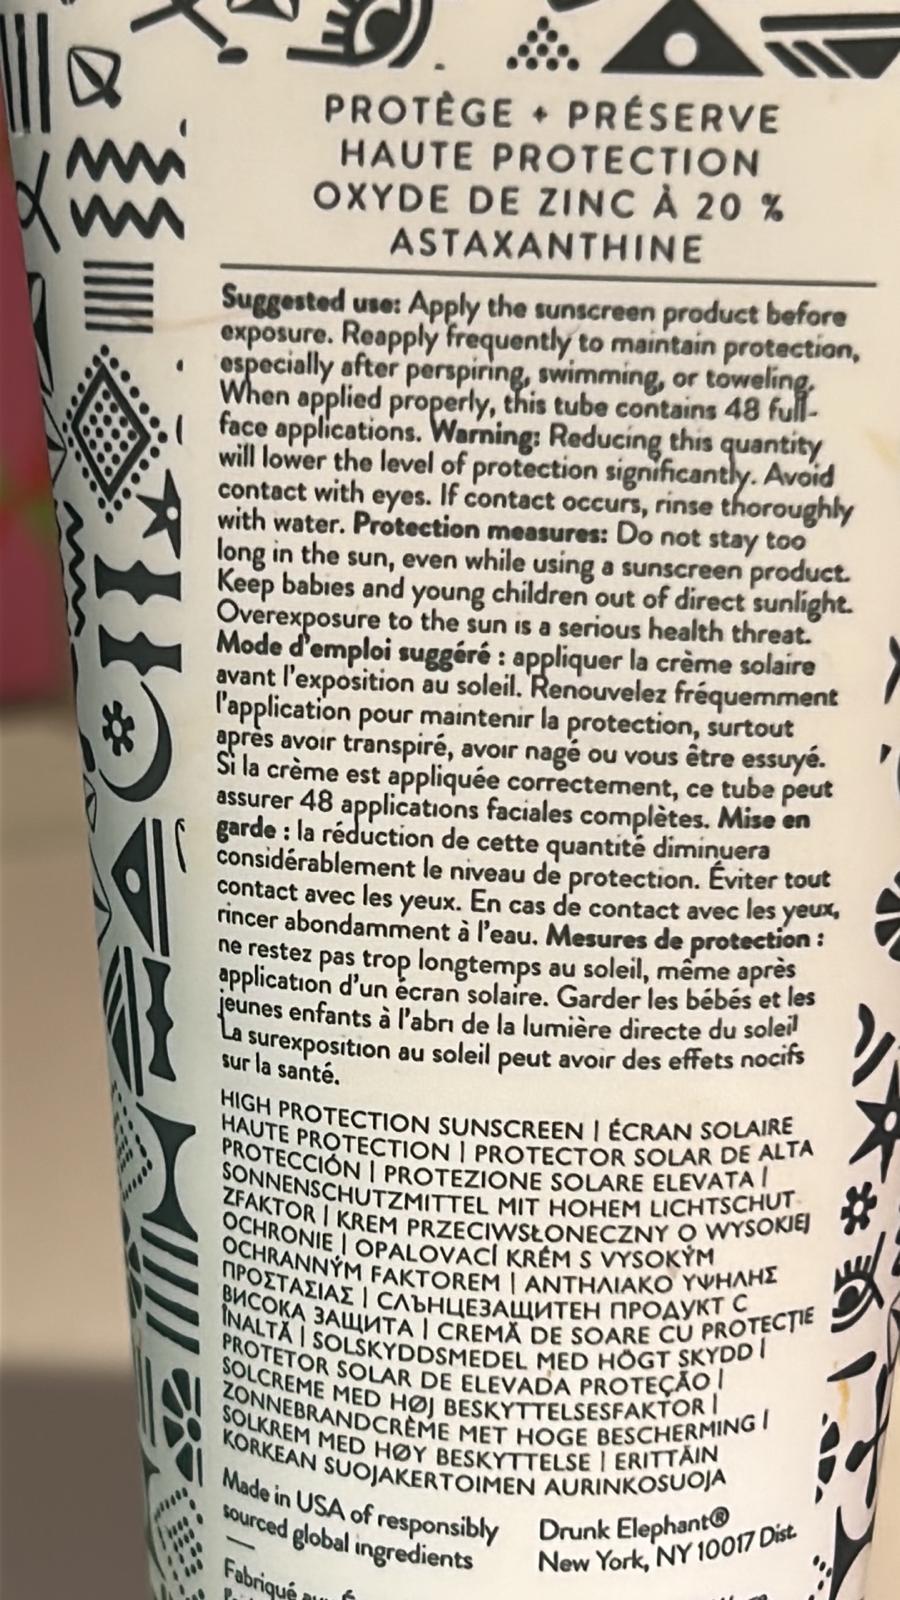 PROTÈGE + PRÉSERVE
HAUTE PROTECTION
OXYDE DE ZINC À 20 %
ASTAXANTHINE
Suggested use: Apply the sunscreen product before
exposure. Reapply frequently to maintain protection,
especially after perspiring, swimming, or toweling.
When applied properly, this tube contains 48 full-
face applications. Warning: Reducing this quantity
will lower the level of protection significantly. Avoid
contact with eyes. If contact occurs, rinse thoroughly
with water. Protection measures: Do not stay too
long in the sun, even while using a sunscreen product.
Keep babies and young children out of direct sunlight.
Overexposure to the sun is a serious health threat.
Mode d'emploi suggéré : appliquer la crème solaire
avant l'exposition au soleil. Renouvelez fréquemment
l'application pour maintenir la protection, surtout
après avoir transpiré, avoir nagé ou vous être essuyé.
Si la crème est appliquée correctement, ce tube peut
assurer 48 applications faciales complètes. Mise en
garde : la réduction de cette quantité diminuera
considérablement le niveau de protection. Éviter tout
contact avec les yeux. En cas de contact avec les yeux,
rincer abondamment à l'eau. Mesures de protection :
ne restez pas trop longtemps au soleil, même après
application d'un écran solaire. Garder les bébés et les
jeunes enfants à l'abri de la lumière directe du soleil
La surexposition au soleil peut avoir des effets nocifs
sur la santé.
HIGH PROTECTION SUNSCREEN | ÉCRAN SOLAIRE
HAUTE PROTECTION | PROTECTOR SOLAR DE ALTA
PROTECCIÓN | PROTEZIONE SOLARE ELEVATA |
SONNENSCHUTZMITTEL MIT HOHEM LICHTSCHUT
ZFAKTOR | KREM PRZECIWSŁONECZNY O WYSOKIEJ
OCHRONIE | OPALOVACÍ KRÉM S VYSOKÝM
OCHRANNÝM FAKTOREM | ΑΝΤΗΛΙΑΚΟ ΥΨΗΛΗΣ
ΠΡΟΣΤΑΣΙΑΣ | СЛЪНЦЕЗАЩИТЕН ПРОДУКТ С
ВИСОКА ЗАЩИТА | CREMĂ DE SOARE CU PROTECȚIE
ÎNALTĂ | SOLSKYDDSMEDEL MED HÖGT SKYDD |
PROTETOR SOLAR DE ELEVADA PROTEÇÃO |
SOLCREME MED HØJ BESKYTTELSESFAKTOR |
ZONNEBRANDCRÈME MET HOGE BESCHERMING |
SOLKREM MED HØY BESKYTTELSE | ERITTÄIN
KORKEAN SUOJAKERTOIMEN AURINKOSUOJA
Made in USA of responsibly
sourced global ingredients
Drunk Elephant®
New York, NY 10017 Dist.
Fabriqué